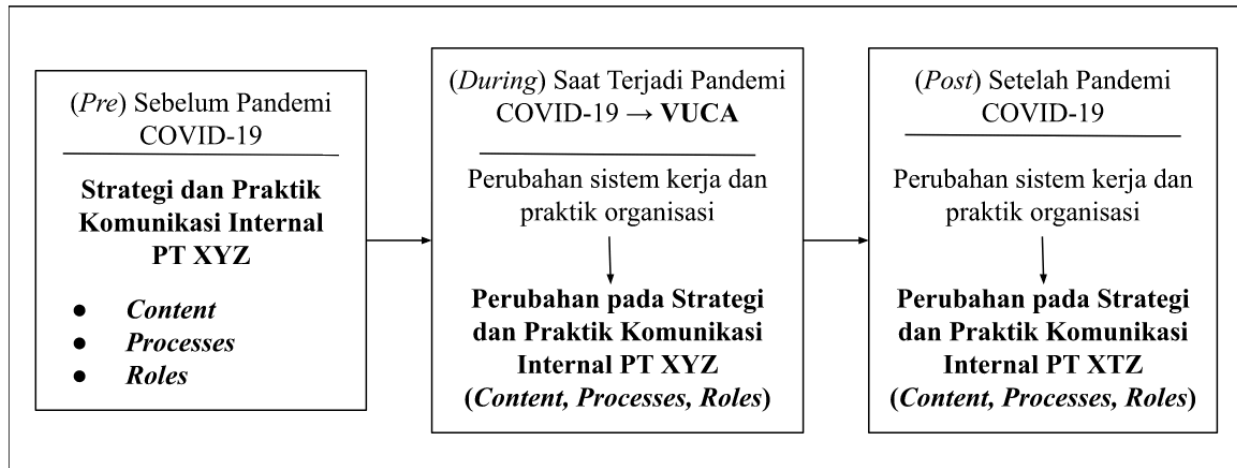 (Pre) Sebelum Pandemi
COVID-19
Strategi dan Praktik
Komunikasi Internal
PT XYZ
● Content
● Processes
● Roles
(During) Saat Terjadi Pandemi
COVID-19 → VUCA
Perubahan sistem kerja dan
praktik organisasi
Perubahan pada Strategi
dan Praktik Komunikasi
Internal PT XYZ
(Content, Processes, Roles)
(Post) Setelah Pandemi
COVID-19
Perubahan sistem kerja dan
praktik organisasi
Perubahan pada Strategi
dan Praktik Komunikasi
Internal PT XTZ
(Content, Processes, Roles)